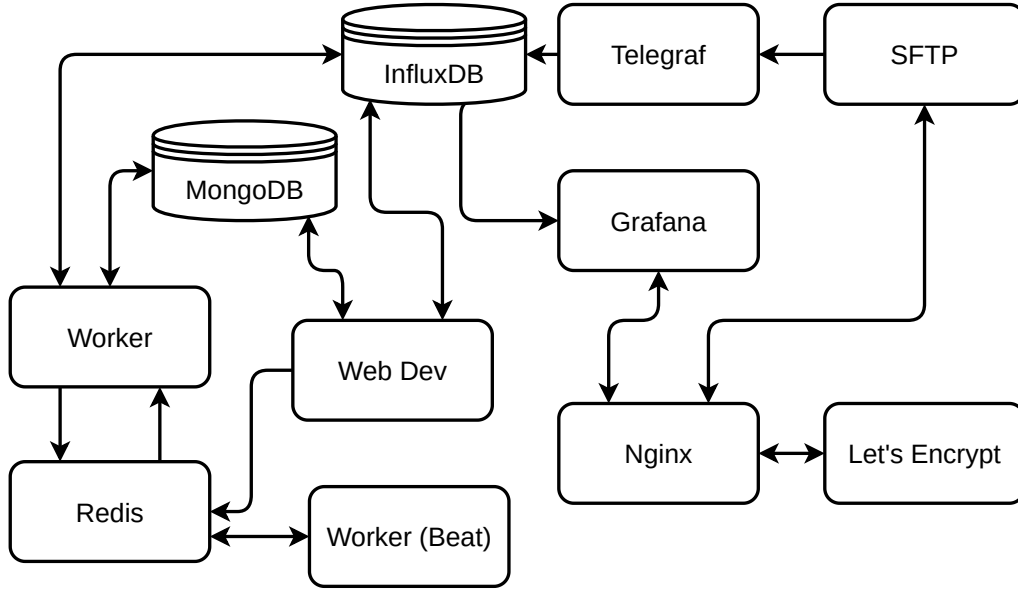 InfluxDB
Telegraf
SFTP
MongoDB
Grafana
Worker
Web Dev
Nginx
Let's Encrypt
Redis
Worker (Beat)